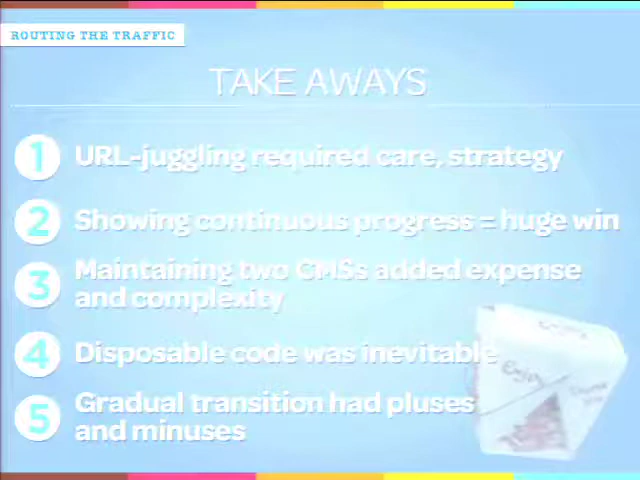 ROUTING THE TRAFFIC
TAKE AWAYS
1 URL-juggling required care, strategy
2 Showing continuous progress = huge win
3 Maintaining two CMSs added expense
and complexity
4 Disposable code was inevitable
5 Gradual transition had pluses
and minuses
Enjoy